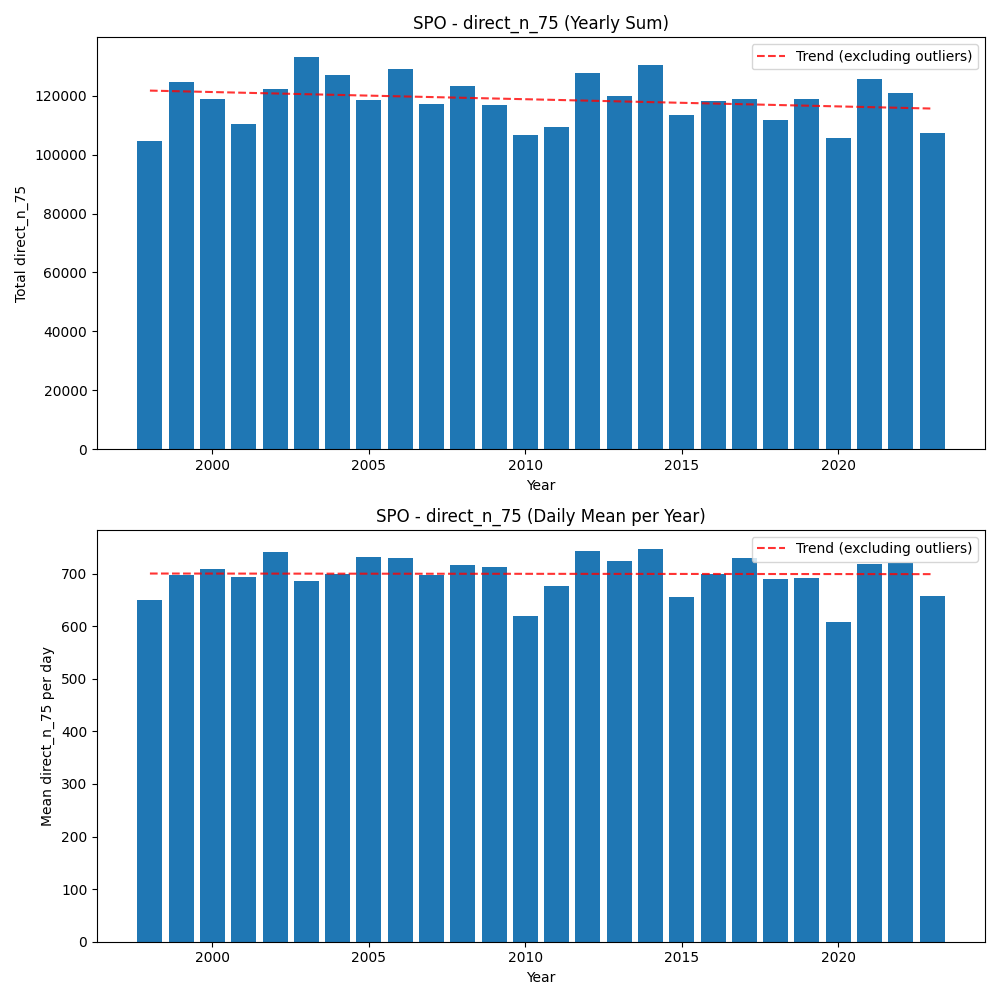 SPO - direct_n_75 (Yearly Sum)
Trend (excluding outliers)
Total direct_n_75
120000
100000
80000
60000
40000
20000
0
2000 2005 2010 2015 2020
Year
SPO - direct_n_75 (Daily Mean per Year)
Trend (excluding outliers)
Mean direct_n_75 per day
700
600
500
400
300
200
100
0
2000 2005 2010 2015 2020
Year